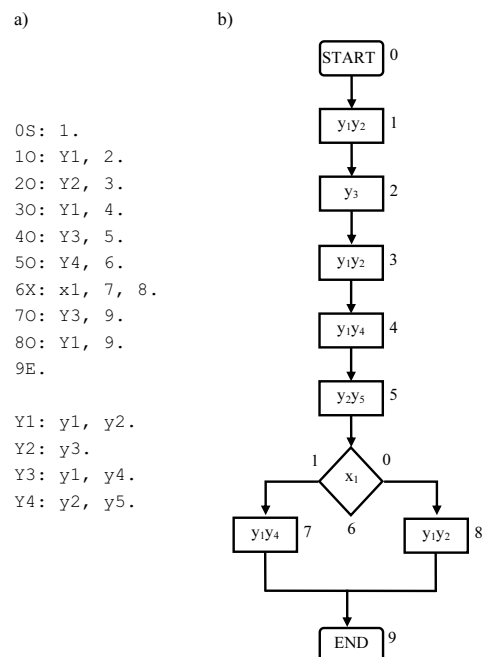 a)
0S: 1.
1O: Y1, 2.
2O: Y2, 3.
3O: Y1, 4.
4O: Y3, 5.
5O: Y4, 6.
6X: x1, 7, 8.
7O: Y3, 9.
8O: Y1, 9.
9E.
Y1: y1, y2.
Y2: y3.
Y3: y1, y4.
Y4: y2, y5.
b)
START 0
y₁y₂ 1
y₃ 2
y₁y₂ 3
y₁y₄ 4
y₂y₅ 5
1 x₁ 0
6
y₁y₄ 7
y₁y₂ 8
END 9